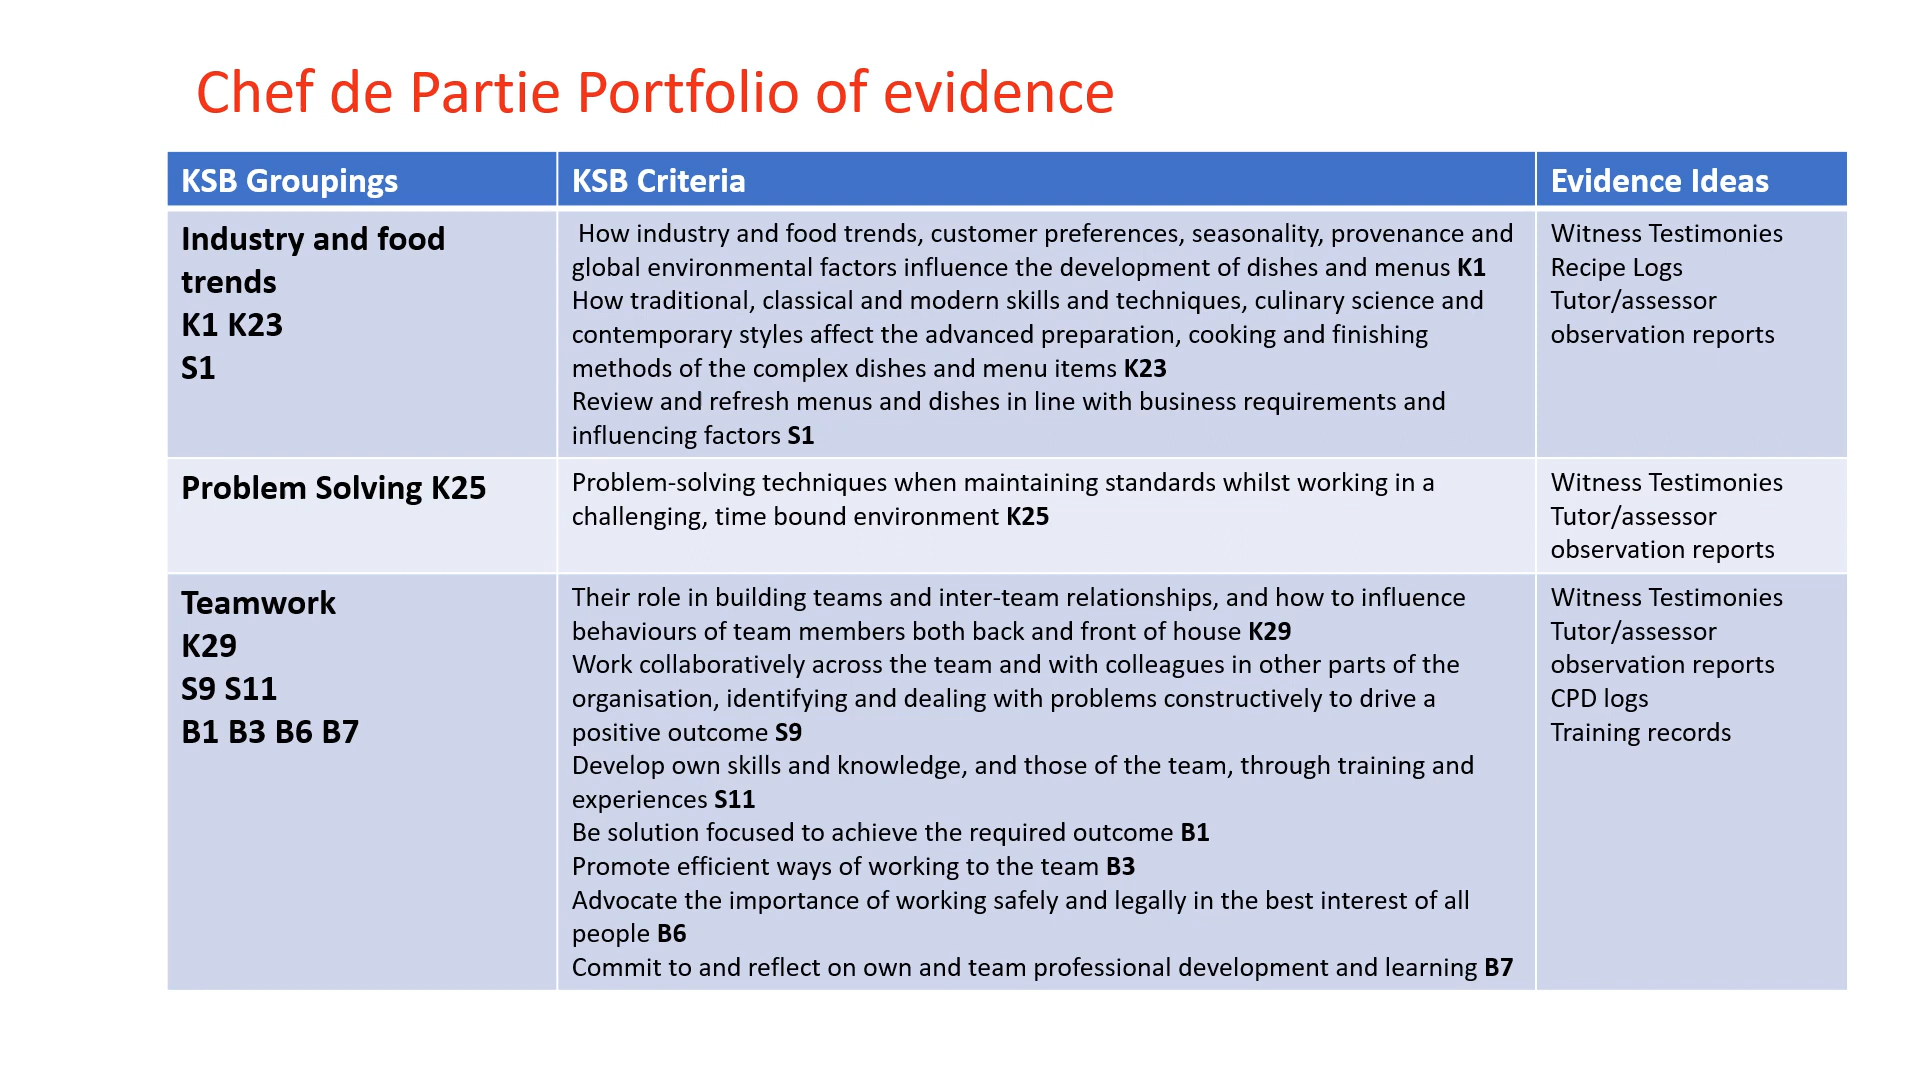 Chef de Partie Portfolio of evidence
KSB Groupings
KSB Criteria
Evidence Ideas
Industry and food
trends
K1 K23
S1
How industry and food trends, customer preferences, seasonality, provenance and
global environmental factors influence the development of dishes and menus K1
How traditional, classical and modern skills and techniques, culinary science and
contemporary styles affect the advanced preparation, cooking and finishing
methods of the complex dishes and menu items K23
Review and refresh menus and dishes in line with business requirements and
influencing factors S1
Witness Testimonies
Recipe Logs
Tutor/assessor
observation reports
Problem Solving K25
Problem-solving techniques when maintaining standards whilst working in a
challenging, time bound environment K25
Witness Testimonies
Tutor/assessor
observation reports
Teamwork
K29
S9 S11
B1 B3 B6 B7
Their role in building teams and inter-team relationships, and how to influence
behaviours of team members both back and front of house K29
Work collaboratively across the team and with colleagues in other parts of the
organisation, identifying and dealing with problems constructively to drive a
positive outcome S9
Develop own skills and knowledge, and those of the team, through training and
experiences S11
Be solution focused to achieve the required outcome B1
Promote efficient ways of working to the team B3
Advocate the importance of working safely and legally in the best interest of all
people B6
Commit to and reflect on own and team professional development and learning B7
Witness Testimonies
Tutor/assessor
observation reports
CPD logs
Training records